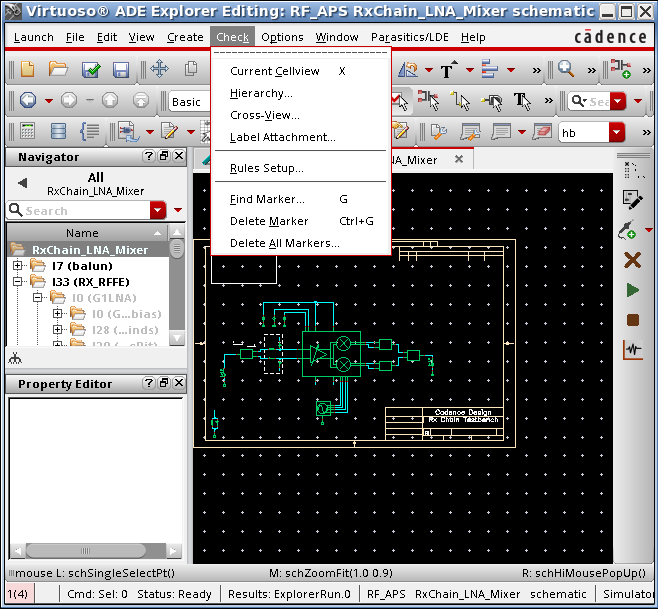 Virtuoso® ADE Explorer Editing: RF_APS RxChain_LNA_Mixer schematic
Launch File Edit View Create Check Options Window Parasitics/LDE Help cādence
Current Cellview X
Hierarchy...
Cross-View...
Label Attachment...
Rules Setup...
Find Marker... G
Delete Marker Ctrl+G
Delete All Markers...
Basic
hb
Navigator
NA_Mixer
All
RxChain_LNA_Mixer
Search
Name
RxChain_LNA_Mixer
I7 (balun)
I33 (RX_RFFE)
I0 (G1LNA)
I0 (G...bias)
I28 (...inds)
Property Editor
Cadence Design
Rx Chain Testbench
mouse L: schSingleSelectPt() M: schZoomFit(1.0 0.9) R: schHiMousePopUp()
1(4) Cmd: Sel: 0 Status: Ready Results: ExplorerRun.0 RF_APS RxChain_LNA_Mixer schematic Simulator